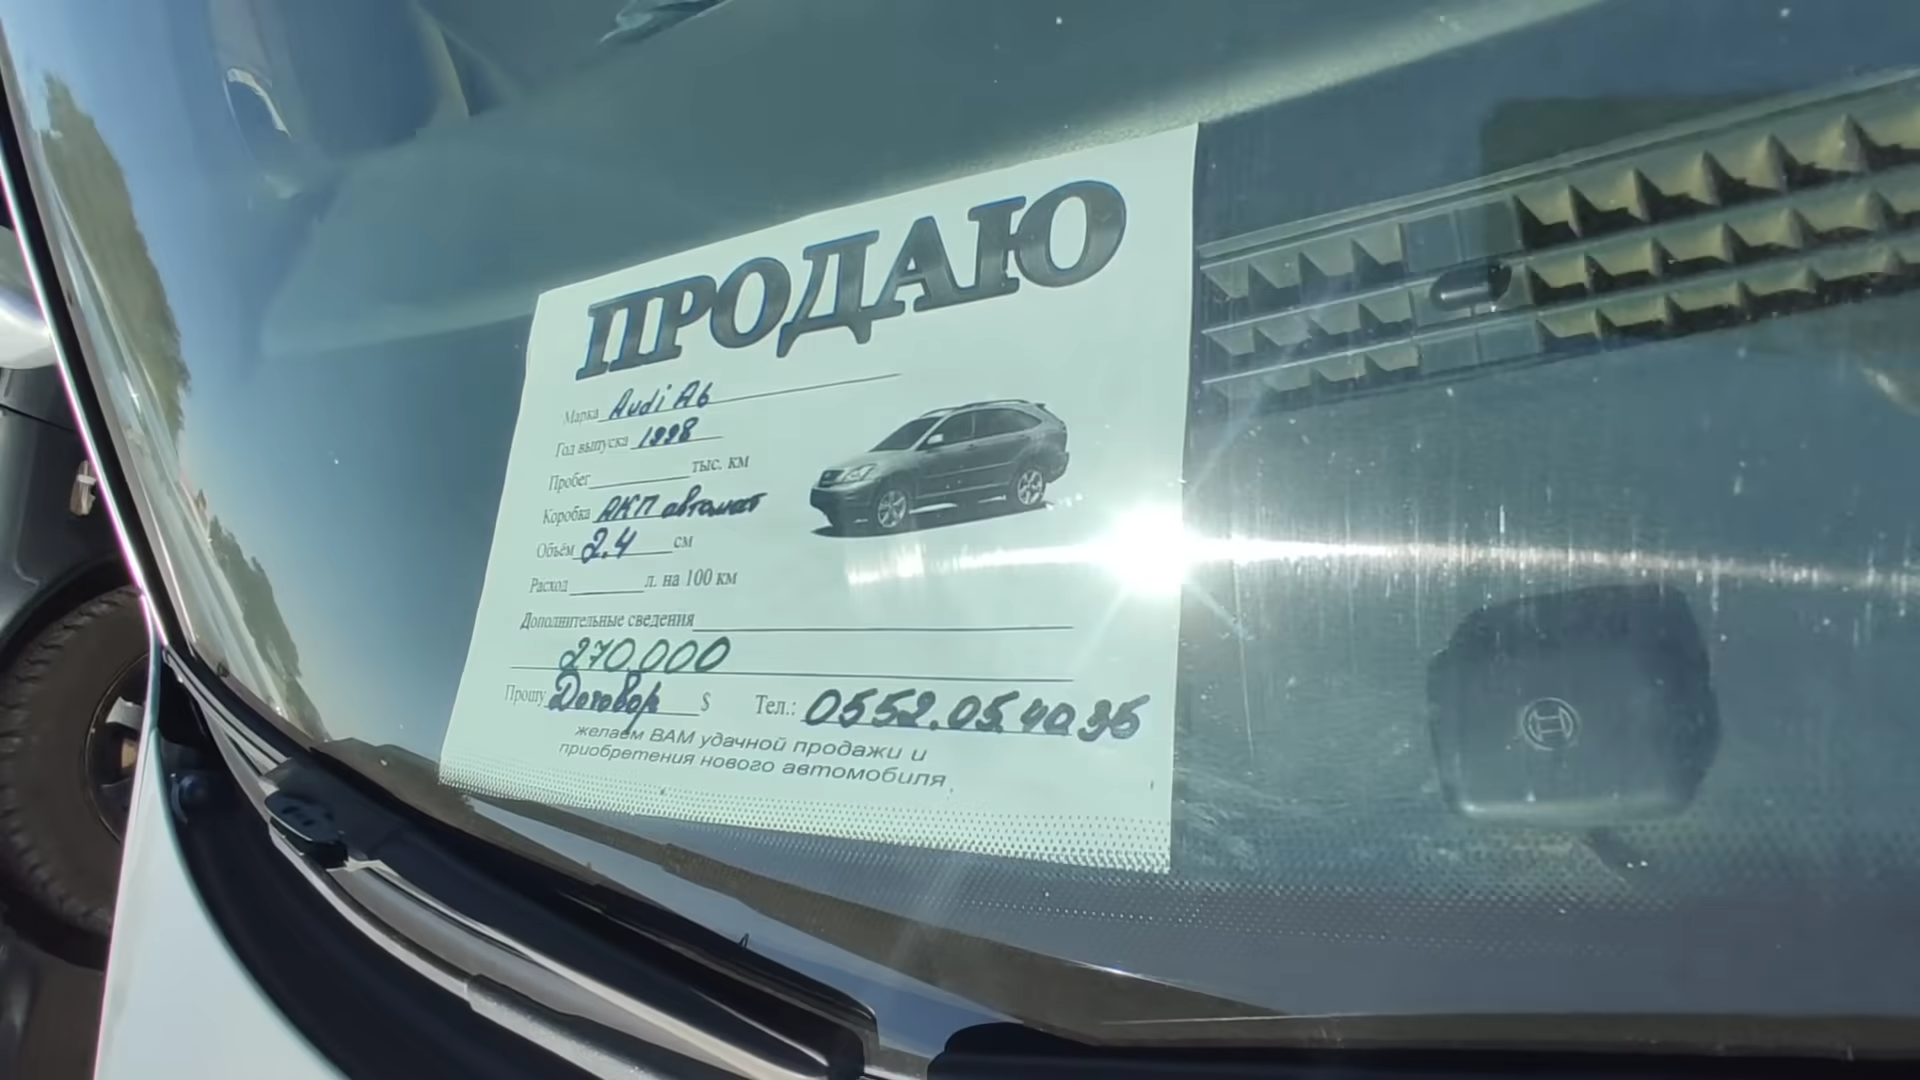 ПРОДАЮ
Марка Audi A6
Год выпуска 1998
Пробег тыс. км
Коробка АКП автомат
Объём 2.4 см
Расход л. на 100 км
Дополнительные сведения
270.000
Прошу Договор $ Тел.: 0552.05.40 36
желаем ВАМ удачной продажи и
приобретения нового автомобиля